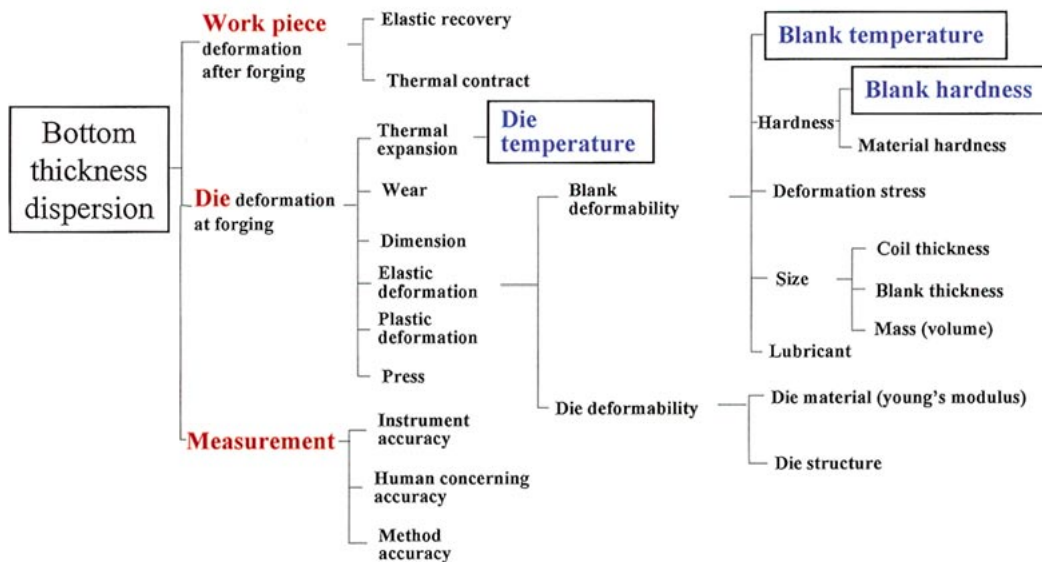 Bottom
thickness
dispersion
Work piece
deformation
after forging
Elastic recovery
Thermal contract
Die deformation
at forging
Thermal
expansion
Die
temperature
Wear
Dimension
Elastic
deformation
Plastic
deformation
Press
Blank
deformability
Blank temperature
Hardness
Blank hardness
Material hardness
Deformation stress
Size
Coil thickness
Blank thickness
Mass (volume)
Lubricant
Die deformability
Die material (young's modulus)
Die structure
Measurement
Instrument
accuracy
Human concerning
accuracy
Method
accuracy